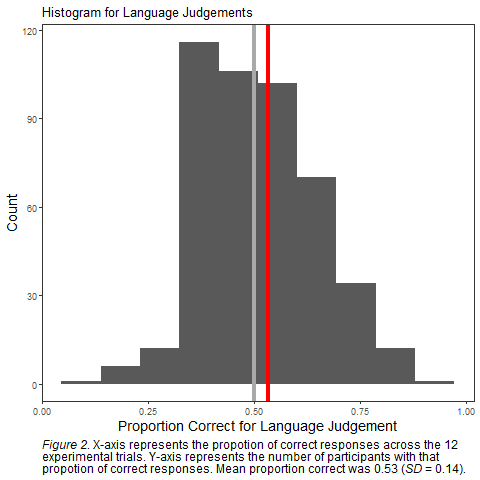 Histogram for Language Judgements
120
90
60
30
0
Count
0.00 0.25 0.50 0.75 1.00
Proportion Correct for Language Judgement
Figure 2. X-axis represents the propotion of correct responses across the 12
experimental trials. Y-axis represents the number of participants with that
propotion of correct responses. Mean proportion correct was 0.53 (SD = 0.14).